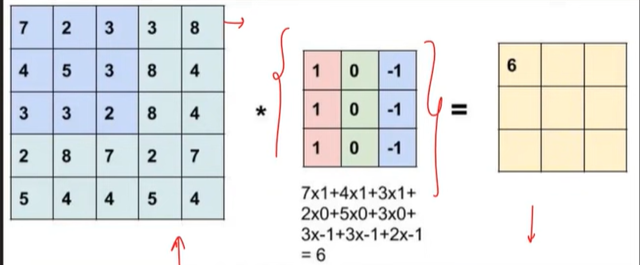 7 2 3 3 8
4 5 3 8 4
3 3 2 8 4
2 8 7 2 7
5 4 4 5 4
*
1 0 -1
1 0 -1
1 0 -1
=
6
7x1+4x1+3x1+
2x0+5x0+3x0+
3x-1+3x-1+2x-1
= 6